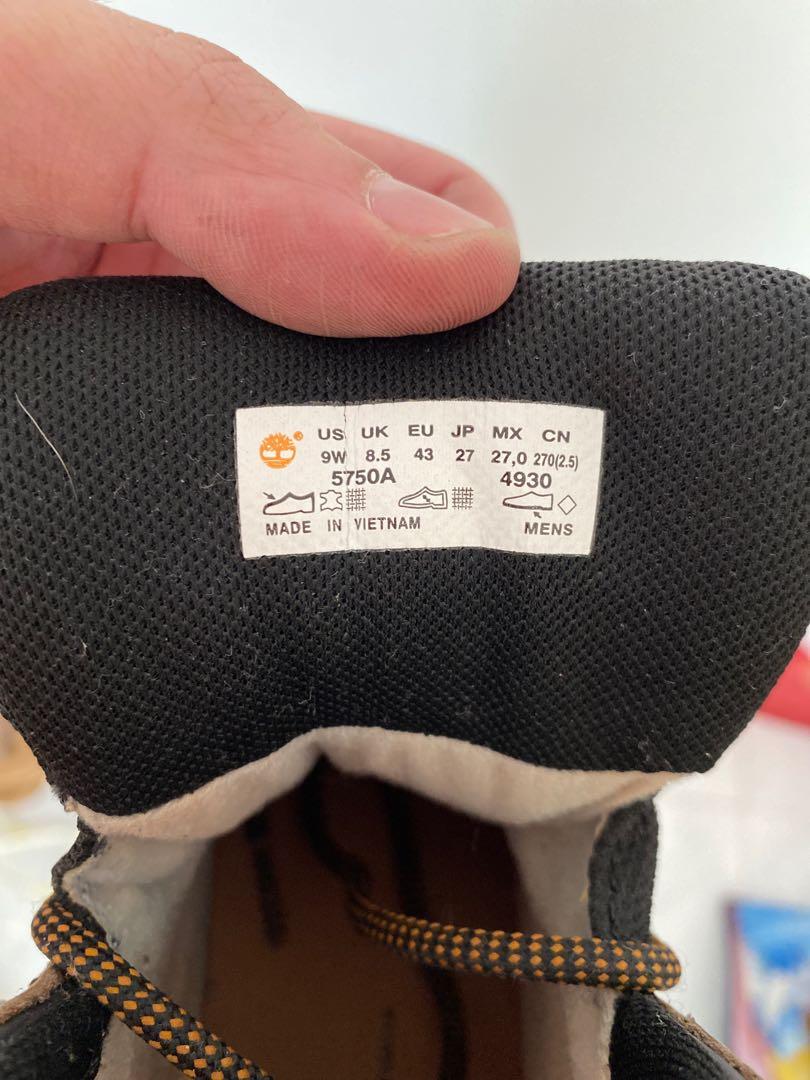 ® US UK EU JP MX CN
9W 8.5 43 27 27,0 270(2.5)
5750A 4930
MADE IN VIETNAM MENS